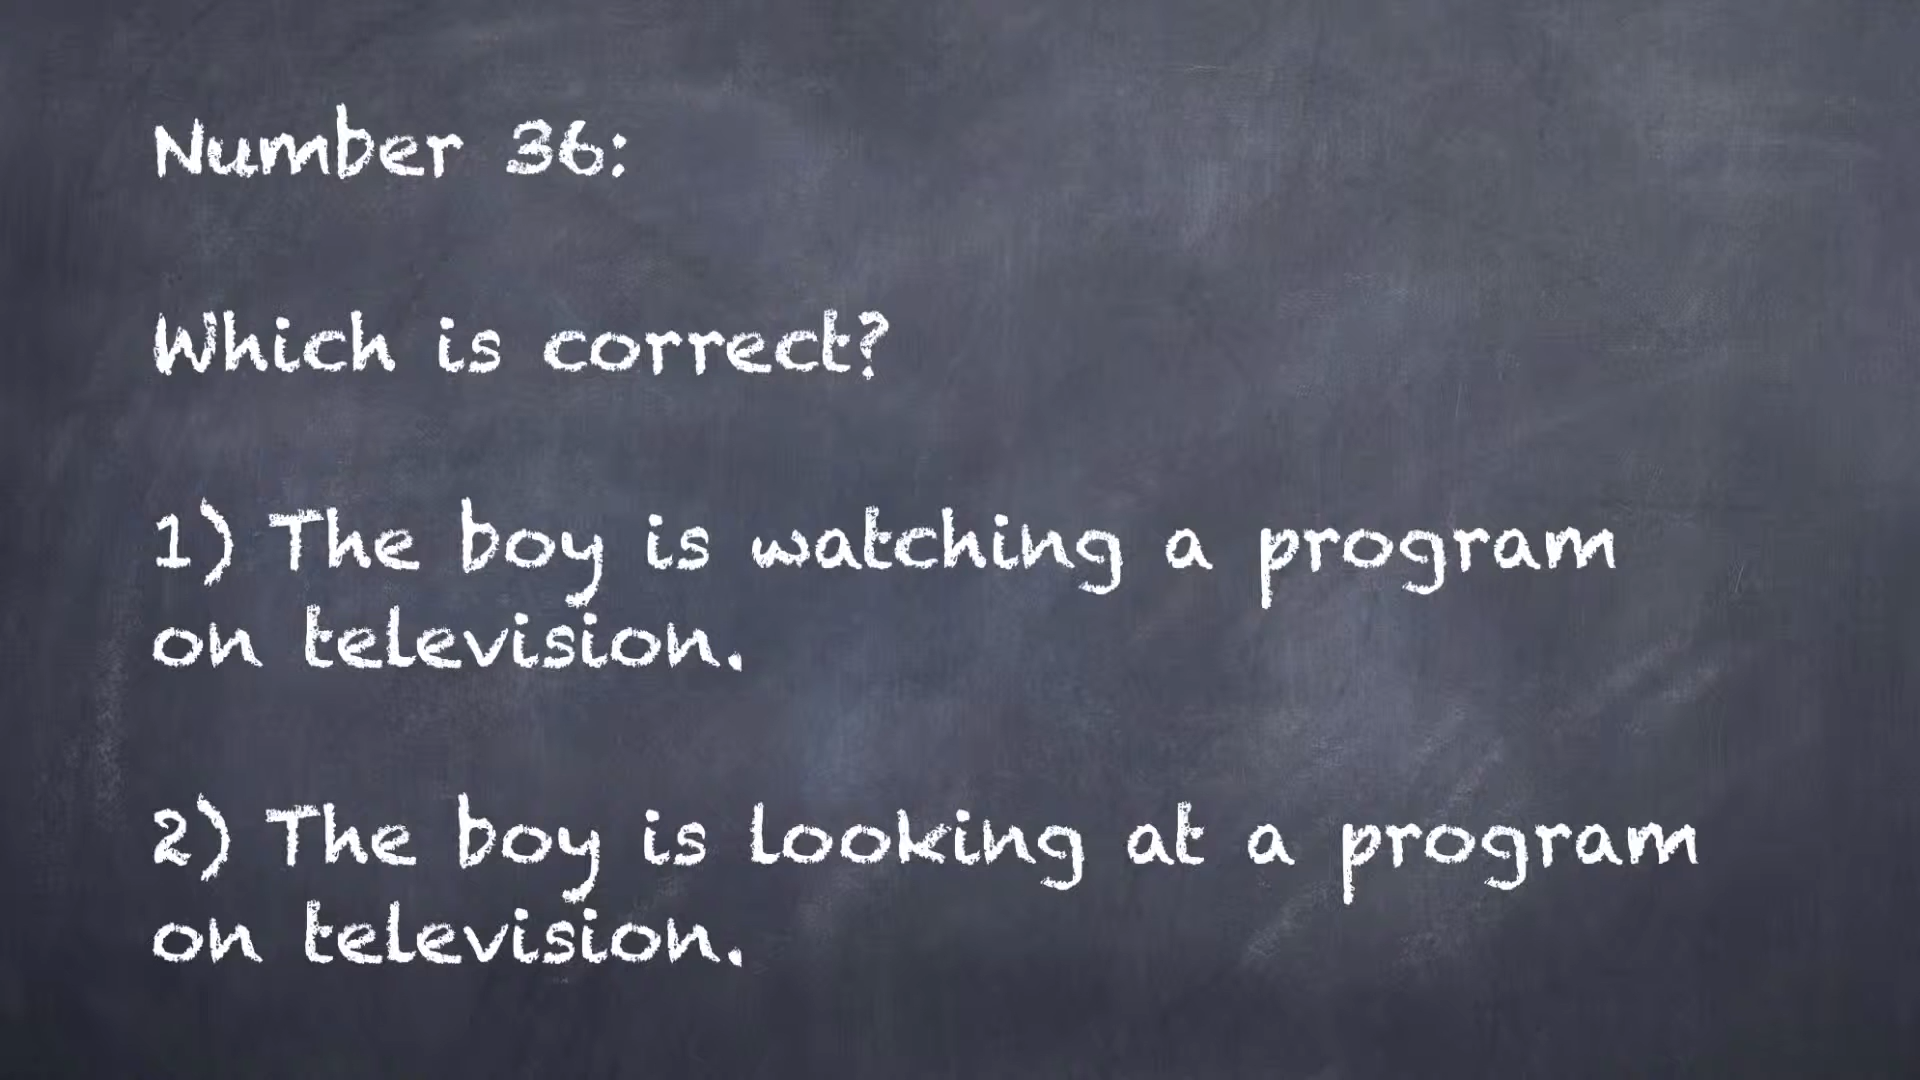 Number 36:
Which is correct?
1) The boy is watching a program
on television.
2) The boy is looking at a program
on television.